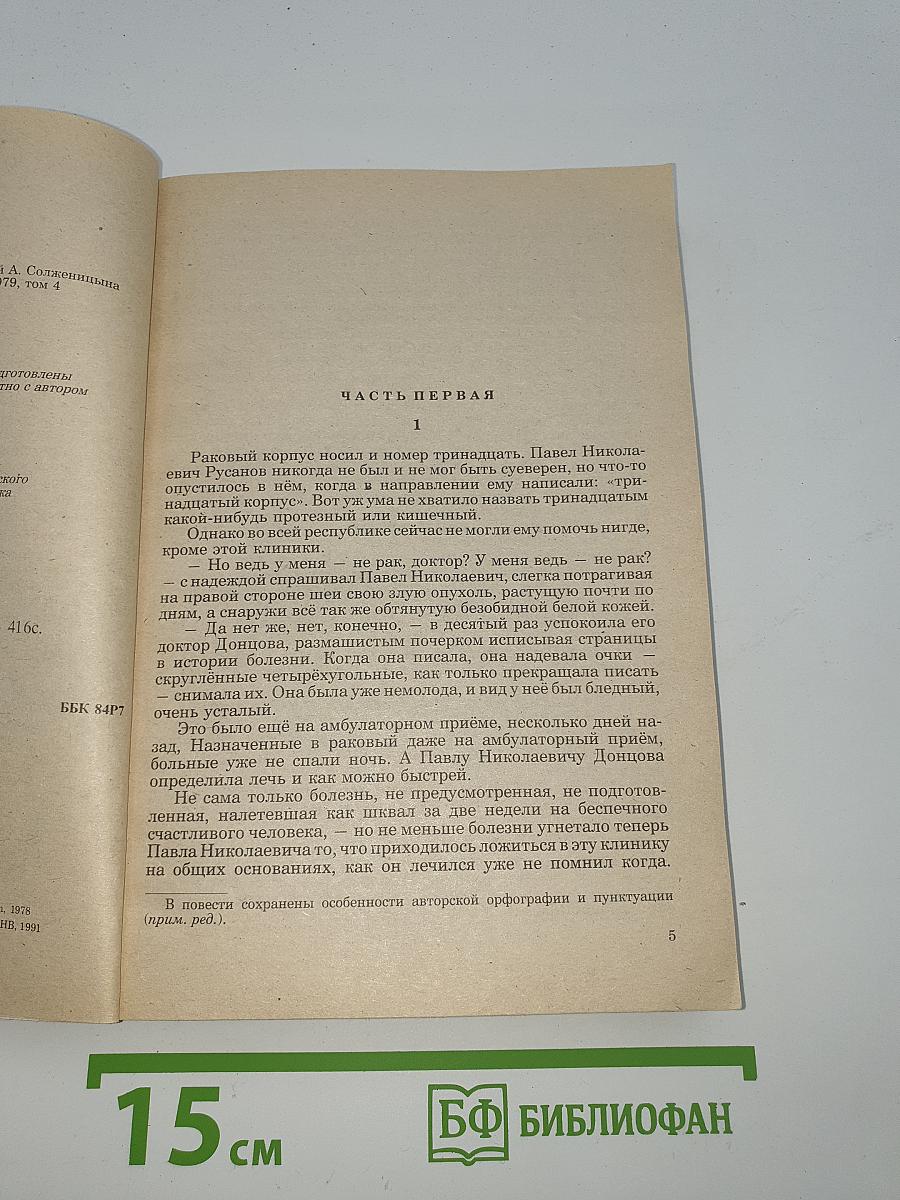 й А. Солженицына
979, том 4
дготовлены
тно с автором
ского
ка
416с.
ББК 84Р7
, 1978
НВ, 1991
ЧАСТЬ ПЕРВАЯ
1
Раковый корпус носил и номер тринадцать. Павел Никола-
евич Русанов никогда не был и не мог быть суеверен, но что-то
опустилось в нём, когда в направлении ему написали: «три-
надцатый корпус». Вот уж ума не хватило назвать тринадцатым
какой-нибудь протезный или кишечный.
Однако во всей республике сейчас не могли ему помочь нигде,
кроме этой клиники.
— Но ведь у меня — не рак, доктор? У меня ведь — не рак?
— с надеждой спрашивал Павел Николаевич, слегка потрагивая
на правой стороне шеи свою злую опухоль, растущую почти по
дням, а снаружи всё так же обтянутую безобидной белой кожей.
— Да нет же, нет, конечно, — в десятый раз успокоила его
доктор Донцова, размашистым почерком исписывая страницы
в истории болезни. Когда она писала, она надевала очки —
скруглённые четырёхугольные, как только прекращала писать
— снимала их. Она была уже немолода, и вид у неё был бледный,
очень усталый.
Это было ещё на амбулаторном приёме, несколько дней на-
зад, Назначенные в раковый даже на амбулаторный приём,
больные уже не спали ночь. А Павлу Николаевичу Донцова
определила лечь и как можно быстрей.
Не сама только болезнь, не предусмотренная, не подготов-
ленная, налетевшая как шквал за две недели на беспечного
счастливого человека, — но не меньше болезни угнетало теперь
Павла Николаевича то, что приходилось ложиться в эту клинику
на общих основаниях, как он лечился уже не помнил когда.
В повести сохранены особенности авторской орфографии и пунктуации
(прим. ред.).
5
15 см
БФ БИБЛИОФАН